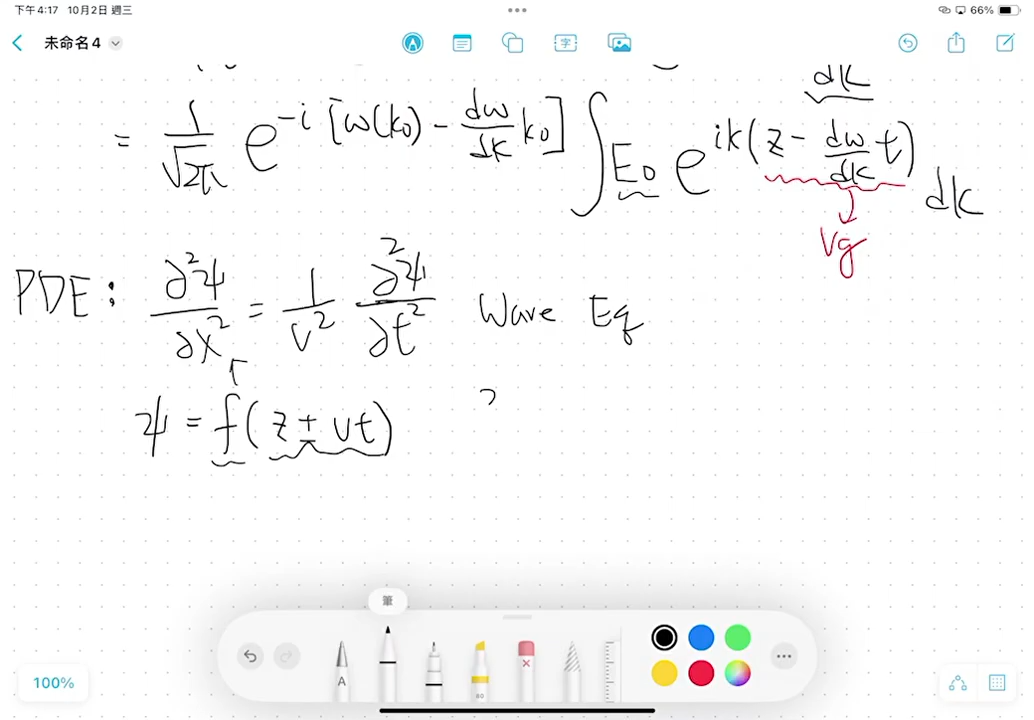 下午4:17 10月2日 週三
66%
未命名4
字
dk
= 1/√2π e^{-i[ω(k₀) - dω/dk k₀]} ∫ E₀ e^{ik(z - dω/dk t)} dk
vg
PDE: ∂²ψ/∂x² = 1/v² ∂²ψ/∂t² Wave Eq
ψ = f(z ± vt)
筆
A
80
100%